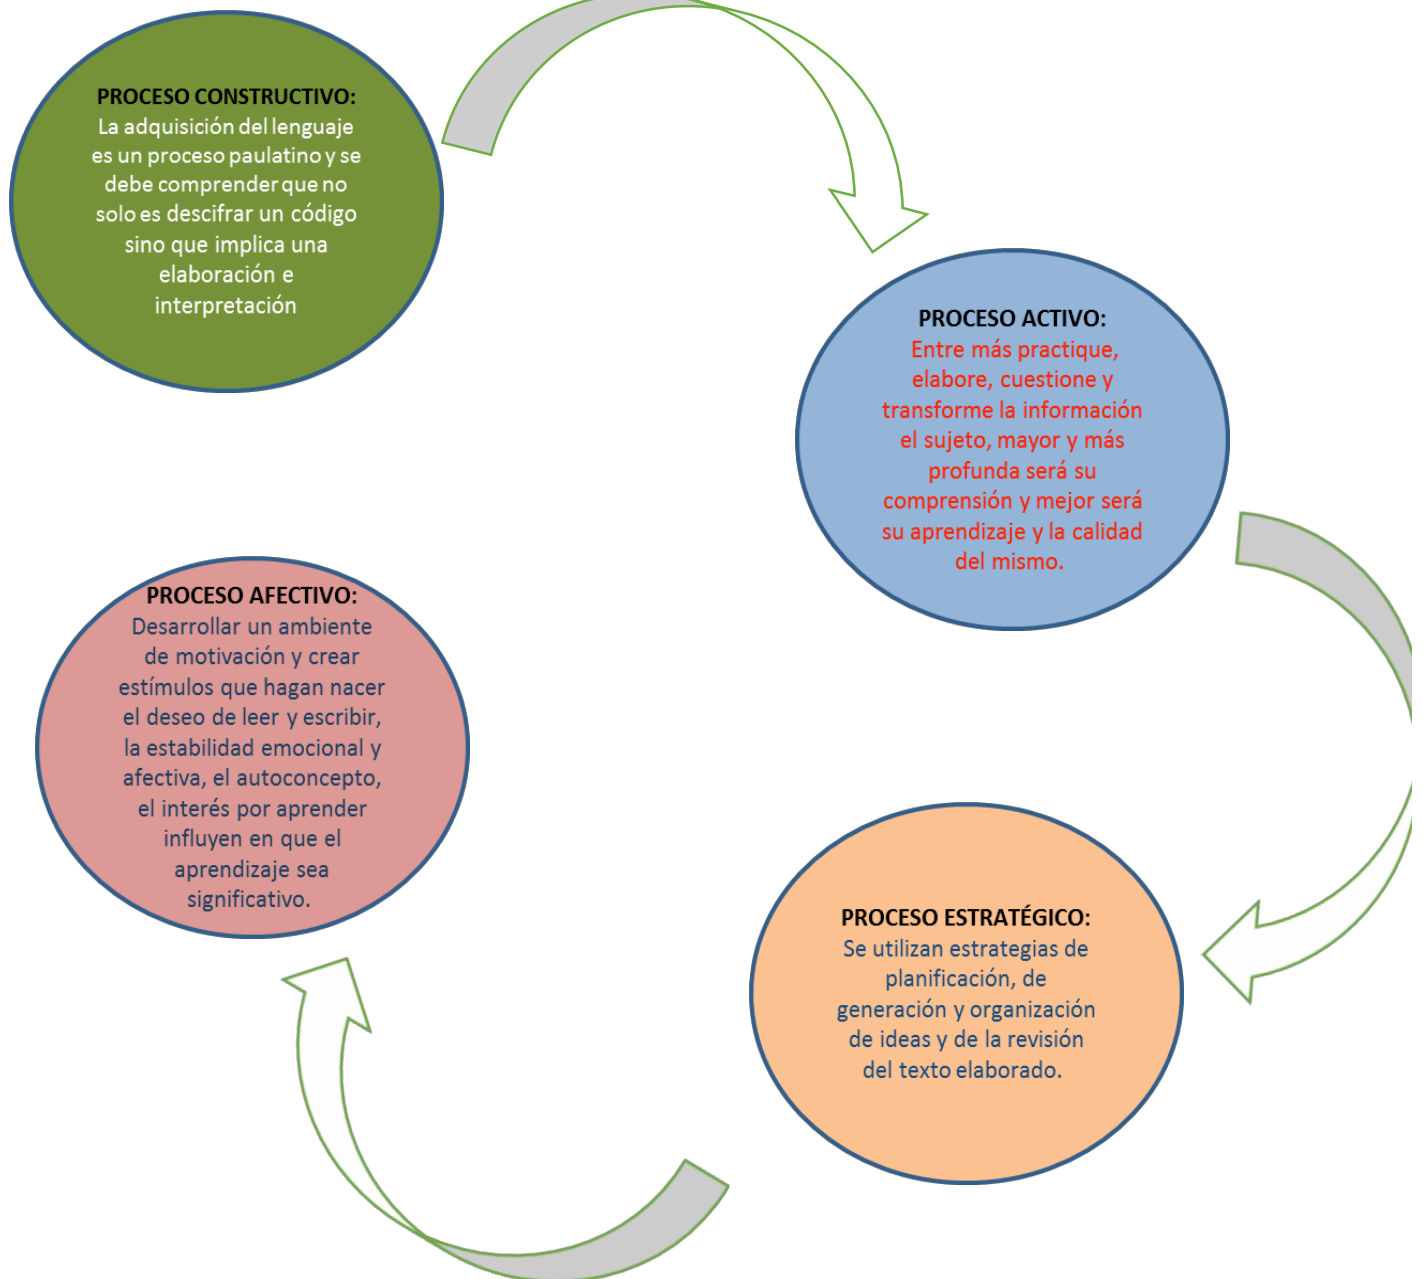 PROCESO CONSTRUCTIVO:
La adquisición del lenguaje
es un proceso paulatino y se
debe comprender que no
solo es descifrar un código
sino que implica una
elaboración e
interpretación
PROCESO ACTIVO:
Entre más practique,
elabore, cuestione y
transforme la información
el sujeto, mayor y más
profunda será su
comprensión y mejor será
su aprendizaje y la calidad
del mismo.
PROCESO ESTRATÉGICO:
Se utilizan estrategias de
planificación, de
generación y organización
de ideas y de la revisión
del texto elaborado.
PROCESO AFECTIVO:
Desarrollar un ambiente
de motivación y crear
estímulos que hagan nacer
el deseo de leer y escribir,
la estabilidad emocional y
afectiva, el autoconcepto,
el interés por aprender
influyen en que el
aprendizaje sea
significativo.